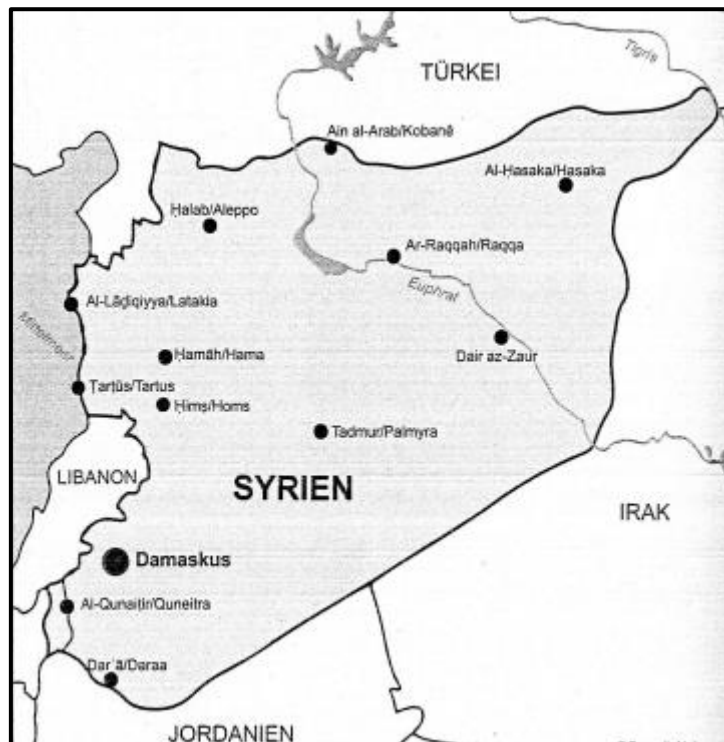 Tigris
TÜRKEI
Ain al-Arab/Kobanê
Al-Ḥasaka/Hasaka
Ḥalab/Aleppo
Ar-Raqqah/Raqqa
Euphrat
Al-Lāḏiqiyya/Latakia
Mittelmeer
Dair az-Zaur
Ḥamāh/Hama
Ṭarṭūs/Tartus
Ḥimṣ/Homs
Tadmur/Palmyra
LIBANON
SYRIEN
IRAK
Damaskus
Al-Qunaiṭir/Quneitra
Darʿā/Daraa
JORDANIEN